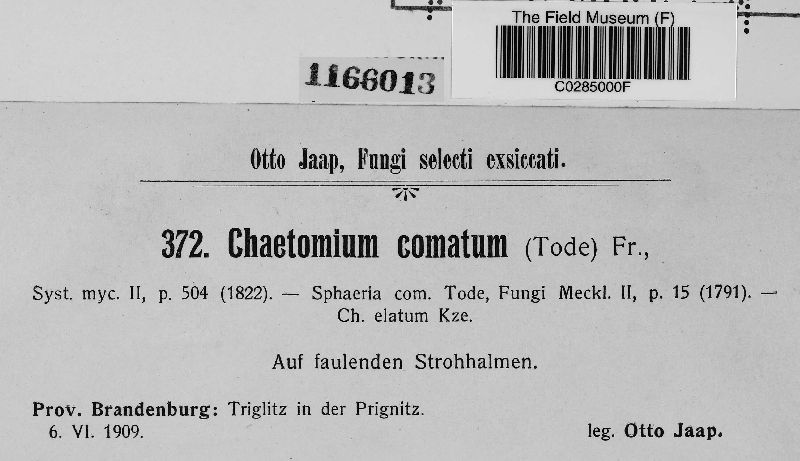 The Field Museum (F)
C0285000F
1166013
Otto Jaap, Fungi selecti exsiccati.
372. Chaetomium comatum (Tode) Fr.,
Syst. myc. II, p. 504 (1822). — Sphaeria com. Tode, Fungi Meckl. II, p. 15 (1791). —
Ch. elatum Kze.
Auf faulenden Strohhalmen.
Prov. Brandenburg: Triglitz in der Prignitz.
6. VI. 1909.
leg. Otto Jaap.